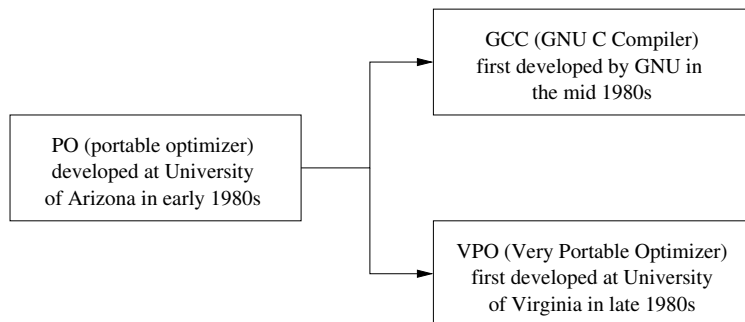 GCC (GNU C Compiler)
first developed by GNU in
the mid 1980s
PO (portable optimizer)
developed at University
of Arizona in early 1980s
VPO (Very Portable Optimizer)
first developed at University
of Virginia in late 1980s